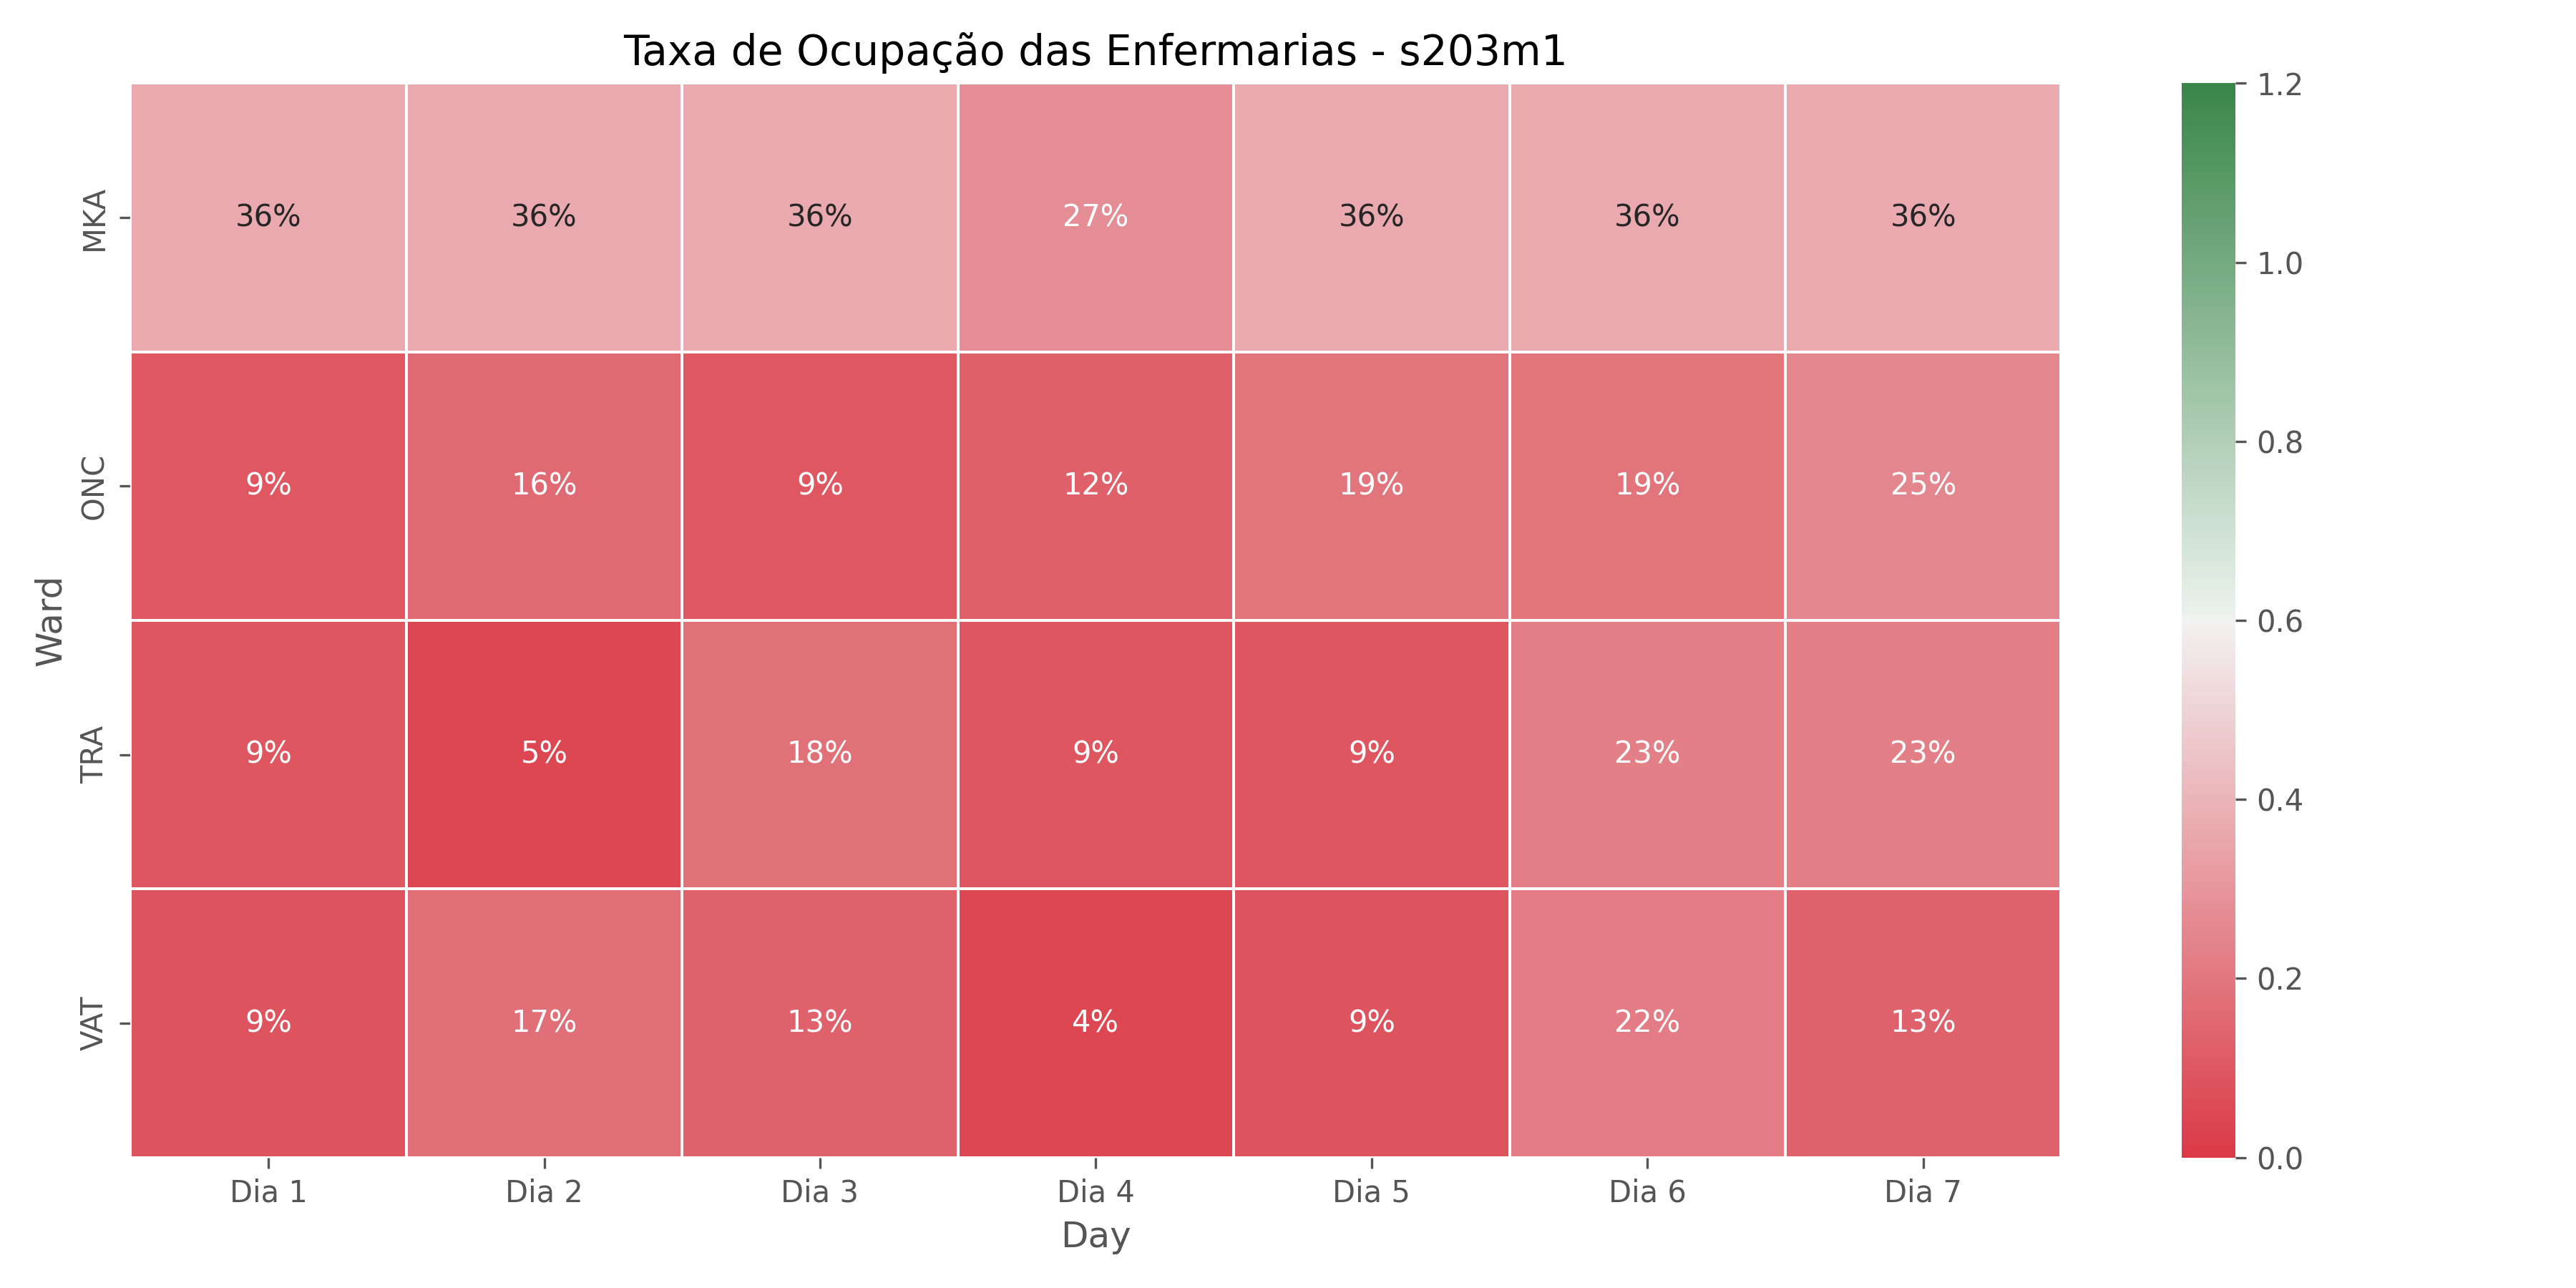 Taxa de Ocupação das Enfermarias - s203m1
Ward
MKA 36% 36% 36% 27% 36% 36% 36%
ONC 9% 16% 9% 12% 19% 19% 25%
TRA 9% 5% 18% 9% 9% 23% 23%
VAT 9% 17% 13% 4% 9% 22% 13%
Dia 1 Dia 2 Dia 3 Dia 4 Dia 5 Dia 6 Dia 7
Day
1.2
1.0
0.8
0.6
0.4
0.2
0.0